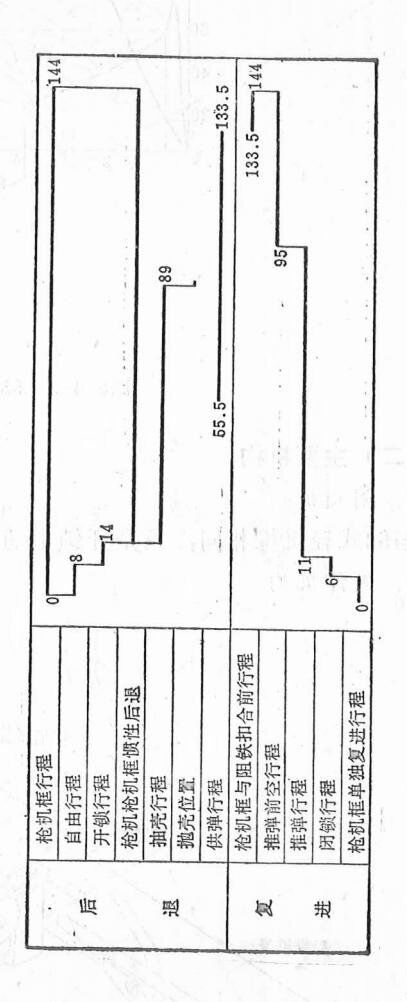 后退
枪机框行程
自由行程
开锁行程
枪机枪机框惯性后退
抽壳行程
抛壳位置
供弹行程
0
8
14
144
89
55.5
133.5
复进
枪机框与阻铁扣合前行程
推弹前空行程
推弹行程
闭锁行程
枪机框单独复进行程
133.5
144
95
11
6
0